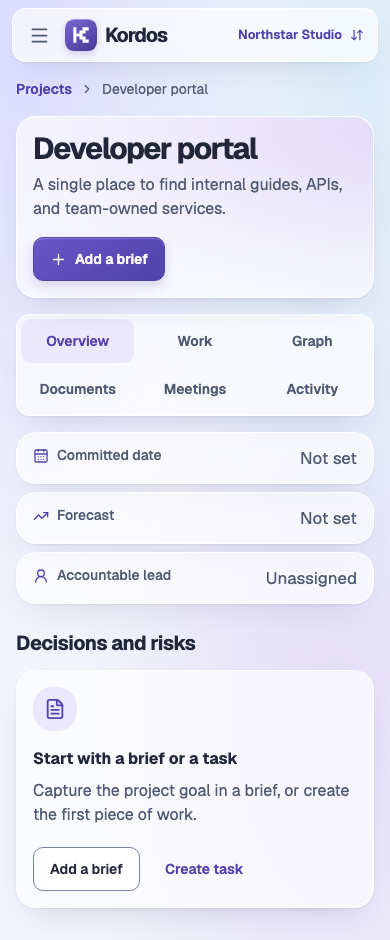 Kordos
Northstar Studio
Projects > Developer portal
Developer portal
A single place to find internal guides, APIs,
and team-owned services.
Add a brief
Overview Work Graph
Documents Meetings Activity
Committed date Not set
Forecast Not set
Accountable lead Unassigned
Decisions and risks
Start with a brief or a task
Capture the project goal in a brief, or create
the first piece of work.
Add a brief Create task